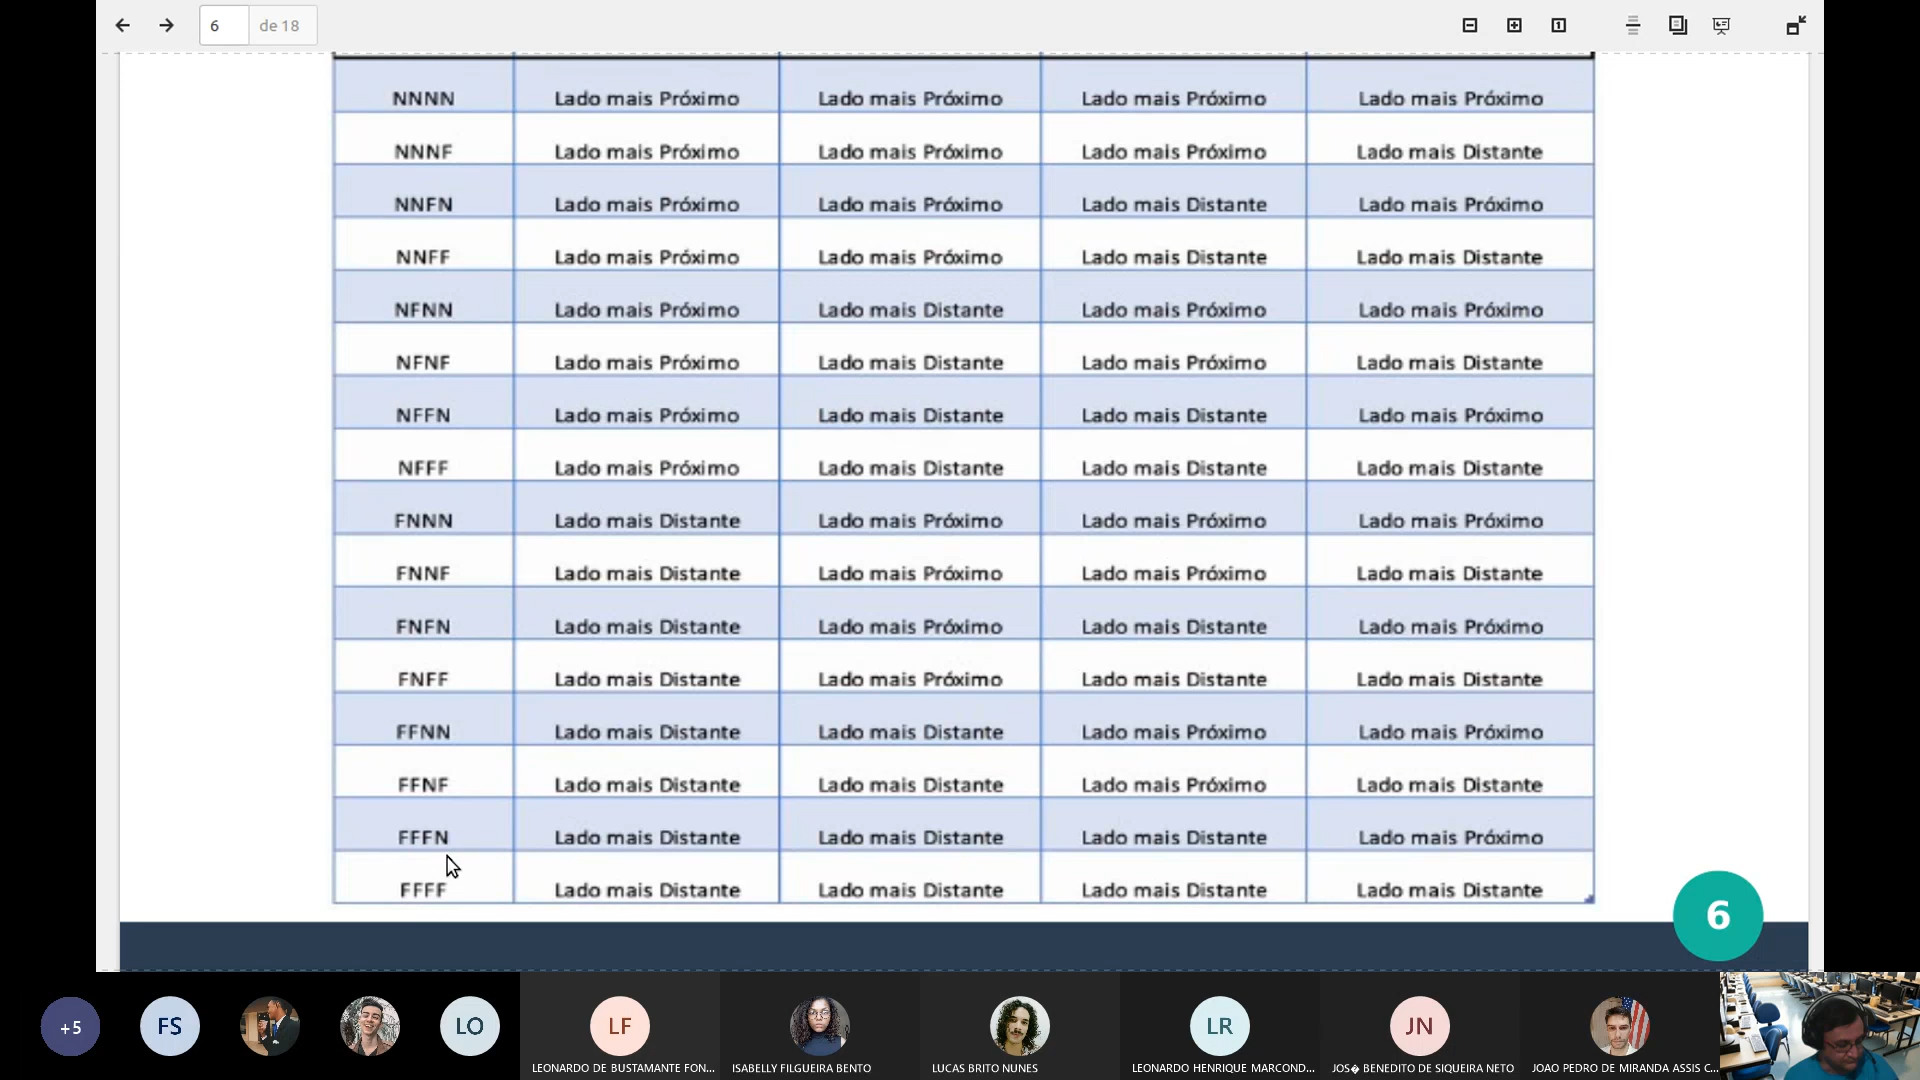 6 de 18
NNNN Lado mais Próximo Lado mais Próximo Lado mais Próximo Lado mais Próximo
NNNF Lado mais Próximo Lado mais Próximo Lado mais Próximo Lado mais Distante
NNFN Lado mais Próximo Lado mais Próximo Lado mais Distante Lado mais Próximo
NNFF Lado mais Próximo Lado mais Próximo Lado mais Distante Lado mais Distante
NFNN Lado mais Próximo Lado mais Distante Lado mais Próximo Lado mais Próximo
NFNF Lado mais Próximo Lado mais Distante Lado mais Próximo Lado mais Distante
NFFN Lado mais Próximo Lado mais Distante Lado mais Distante Lado mais Próximo
NFFF Lado mais Próximo Lado mais Distante Lado mais Distante Lado mais Distante
FNNN Lado mais Distante Lado mais Próximo Lado mais Próximo Lado mais Próximo
FNNF Lado mais Distante Lado mais Próximo Lado mais Próximo Lado mais Distante
FNFN Lado mais Distante Lado mais Próximo Lado mais Distante Lado mais Próximo
FNFF Lado mais Distante Lado mais Próximo Lado mais Distante Lado mais Distante
FFNN Lado mais Distante Lado mais Distante Lado mais Próximo Lado mais Próximo
FFNF Lado mais Distante Lado mais Distante Lado mais Próximo Lado mais Distante
FFFN Lado mais Distante Lado mais Distante Lado mais Distante Lado mais Próximo
FFFF Lado mais Distante Lado mais Distante Lado mais Distante Lado mais Distante
6
+5 FS LO LF LR JN
LEONARDO DE BUSTAMANTE FON... ISABELLY FILGUEIRA BENTO LUCAS BRITO NUNES LEONARDO HENRIQUE MARCOND... JOS� BENEDITO DE SIQUEIRA NETO JOAO PEDRO DE MIRANDA ASSIS C...